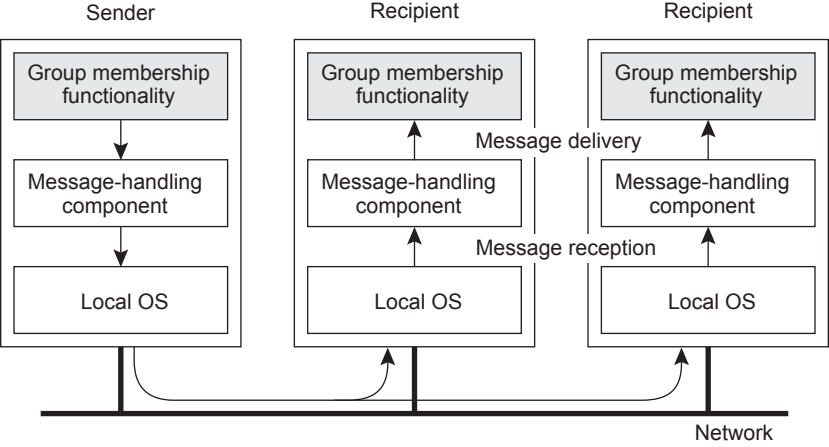 Sender
Recipient
Recipient
Group membership
functionality
Group membership
functionality
Group membership
functionality
Message delivery
Message-handling
component
Message-handling
component
Message-handling
component
Message reception
Local OS
Local OS
Local OS
Network